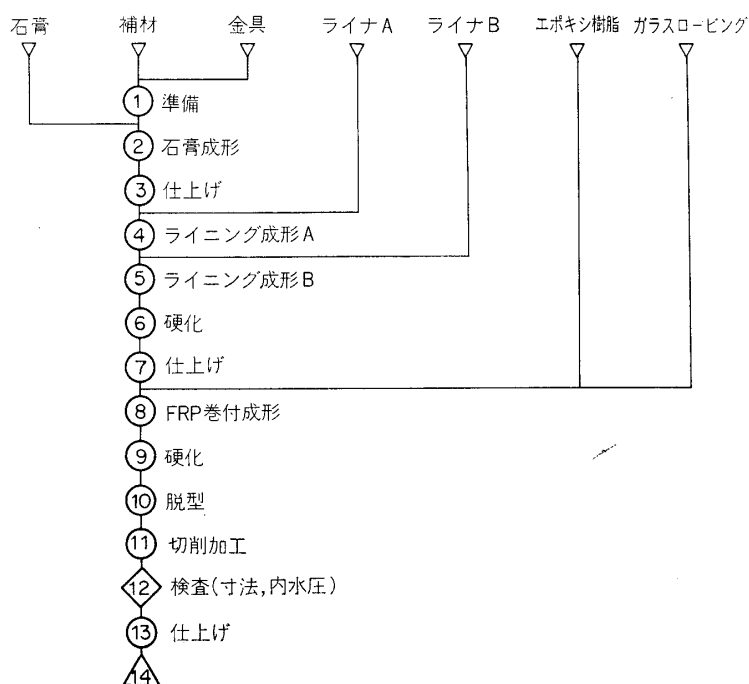 石膏 補材 金具 ライナA ライナB エポキシ樹脂 ガラスロービング
1 準備
2 石膏成形
3 仕上げ
4 ライニング成形A
5 ライニング成形B
6 硬化
7 仕上げ
8 FRP巻付成形
9 硬化
10 脱型
11 切削加工
12 検査(寸法,内水圧)
13 仕上げ
14